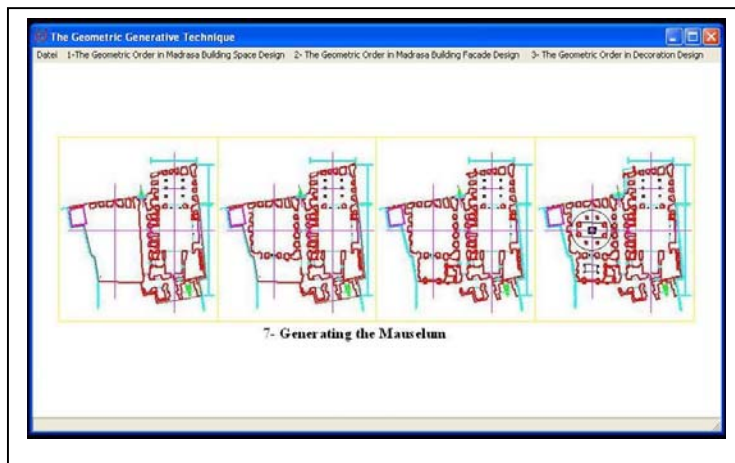 The Geometric Generative Technique
Datei 1-The Geometric Order in Madrasa Building Space Design 2- The Geometric Order in Madrasa Building Facade Design 3- The Geometric Order in Decoration Design
7- Generating the Mauselum